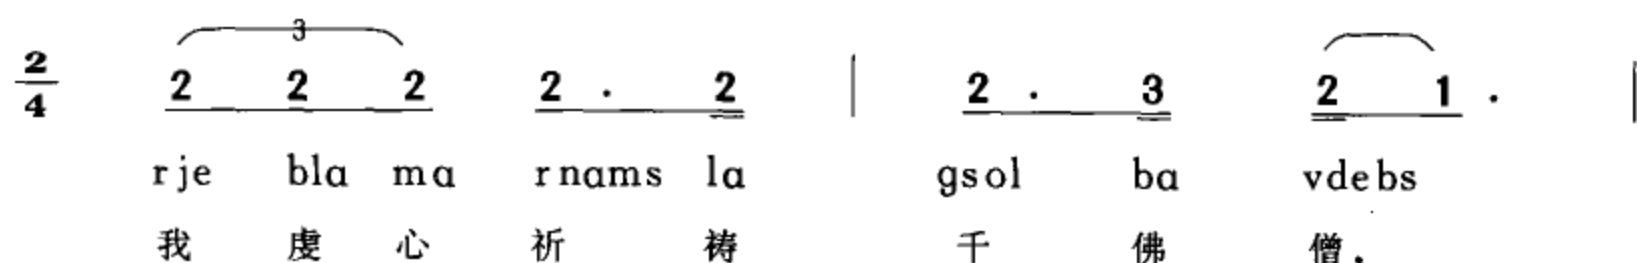 3
2/4 2 2 2 2 . 2 | 2 . 3 2 1 . |
rje bla ma rnams la gsol ba vdebs
我 虔 心 祈 祷 千 佛 僧，